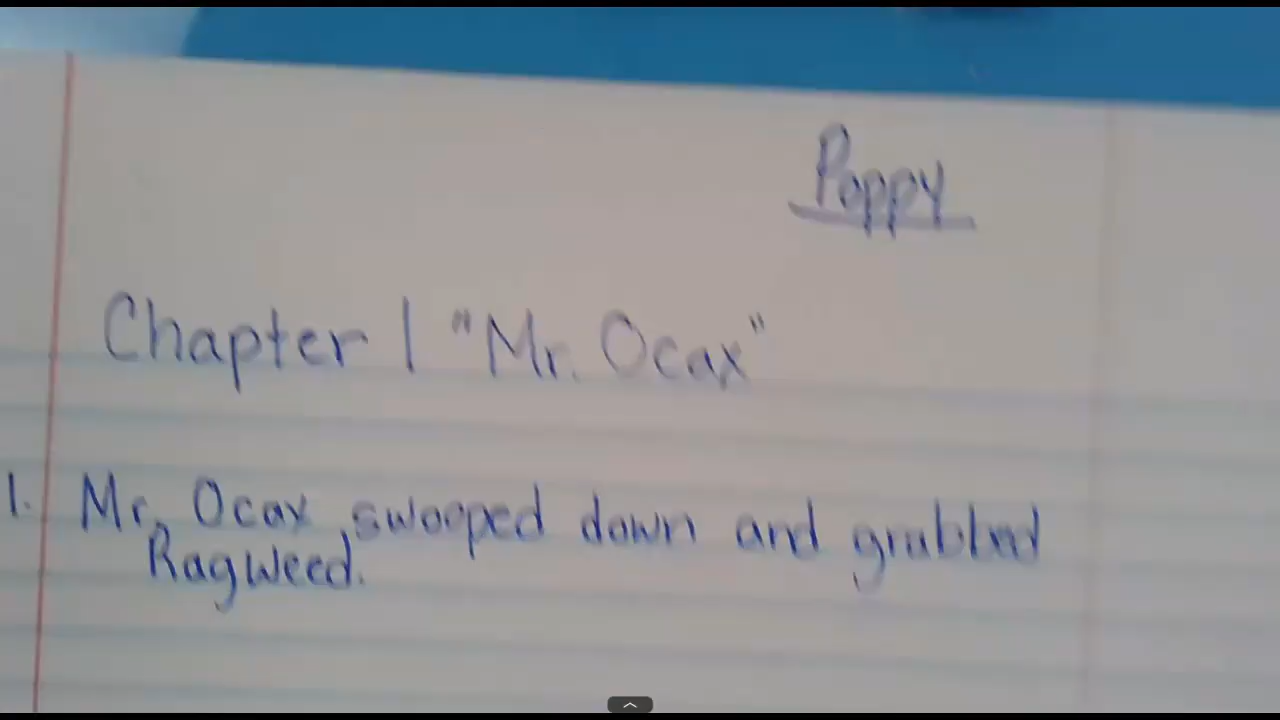 Poppy
Chapter 1 "Mr. Ocax"
1. Mr. Ocax swooped down and grabbed
Ragweed.